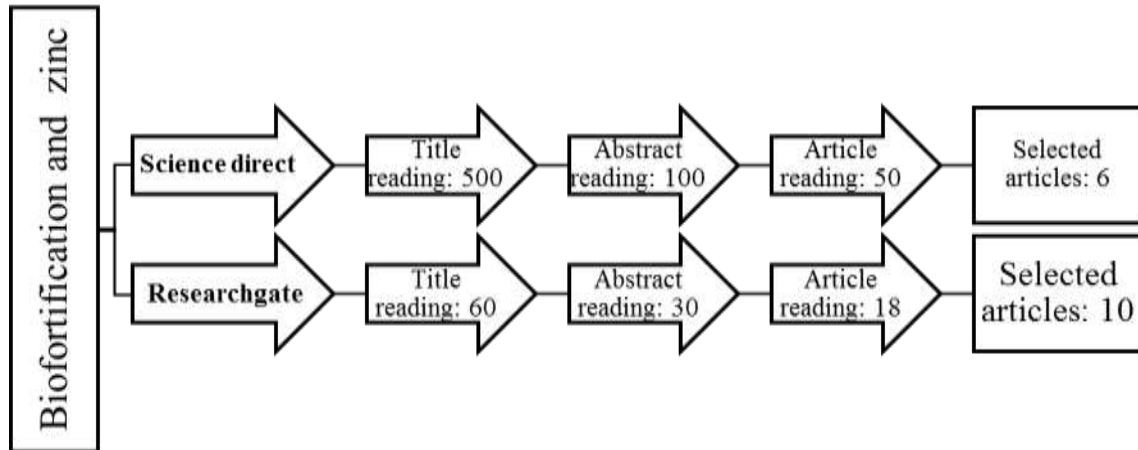 Biofortification and zinc
Science direct
Title
reading: 500
Abstract
reading: 100
Article
reading: 50
Selected
articles: 6
Researchgate
Title
reading: 60
Abstract
reading: 30
Article
reading: 18
Selected
articles: 10